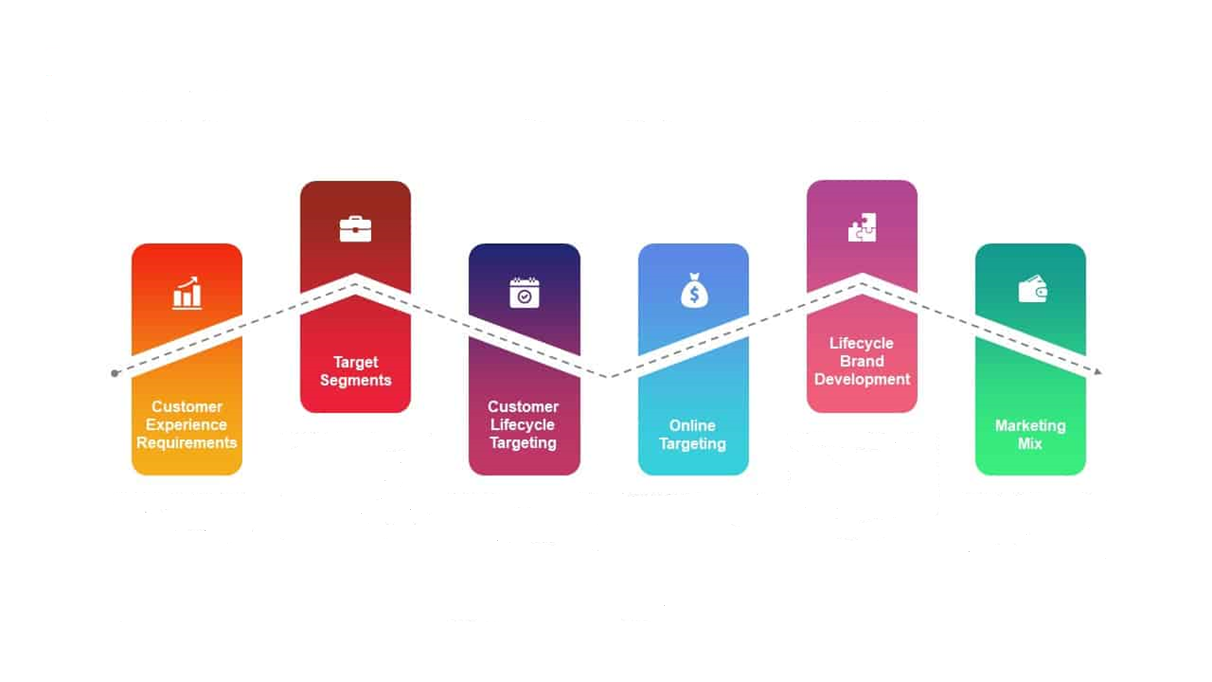 Customer
Experience
Requirements
Target
Segments
Customer
Lifecycle
Targeting
Online
Targeting
Lifecycle
Brand
Development
Marketing
Mix